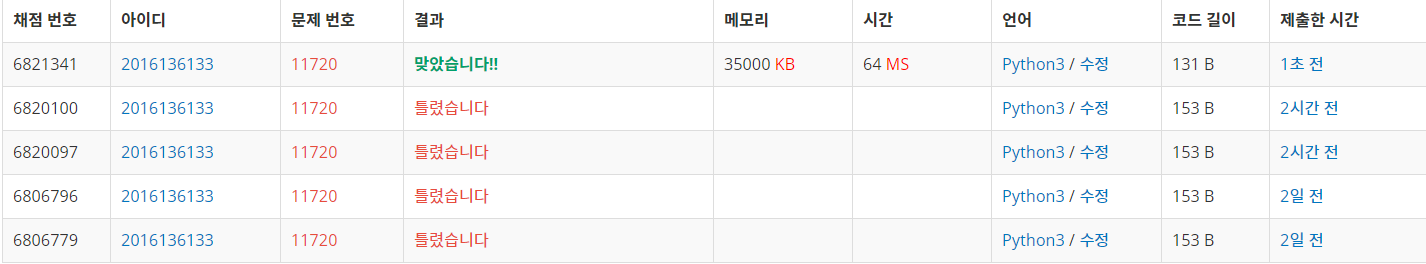 채점 번호 아이디 문제 번호 결과 메모리 시간 언어 코드 길이 제출한 시간
6821341 2016136133 11720 맞았습니다!! 35000 KB 64 MS Python3 / 수정 131 B 1초 전
6820100 2016136133 11720 틀렸습니다 Python3 / 수정 153 B 2시간 전
6820097 2016136133 11720 틀렸습니다 Python3 / 수정 153 B 2시간 전
6806796 2016136133 11720 틀렸습니다 Python3 / 수정 153 B 2일 전
6806779 2016136133 11720 틀렸습니다 Python3 / 수정 153 B 2일 전